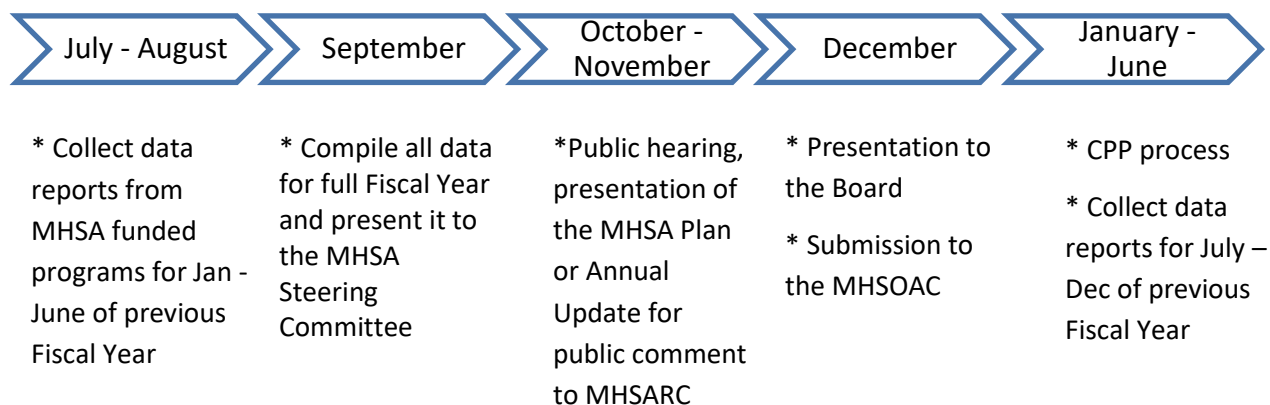 July - August
September
October -
November
December
January -
June
* Collect data
reports from
MHSA funded
programs for Jan -
June of previous
Fiscal Year
* Compile all data
for full Fiscal Year
and present it to
the MHSA
Steering
Committee
*Public hearing,
presentation of
the MHSA Plan
or Annual
Update for
public comment
to MHSARC
* Presentation to
the Board
* Submission to
the MHSOAC
* CPP process
* Collect data
reports for July –
Dec of previous
Fiscal Year